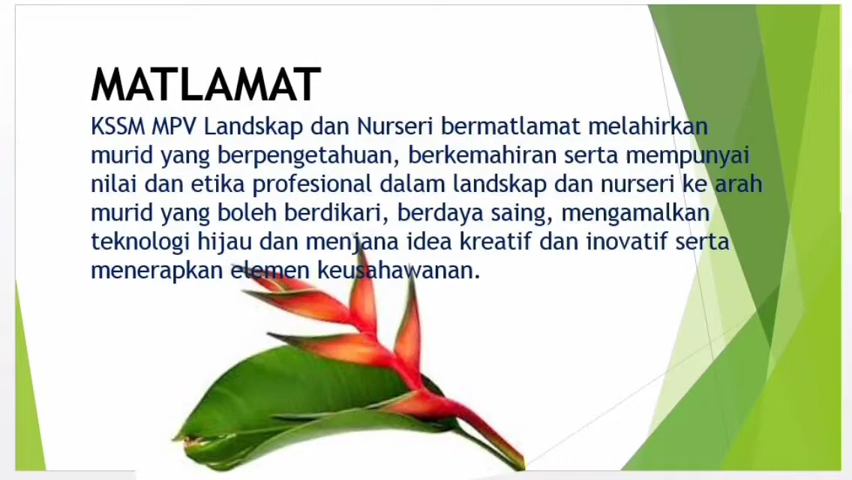 MATLAMAT
KSSM MPV Landskap dan Nurseri bermatlamat melahirkan
murid yang berpengetahuan, berkemahiran serta mempunyai
nilai dan etika profesional dalam landskap dan nurseri ke arah
murid yang boleh berdikari, berdaya saing, mengamalkan
teknologi hijau dan menjana idea kreatif dan inovatif serta
menerapkan elemen keusahawanan.